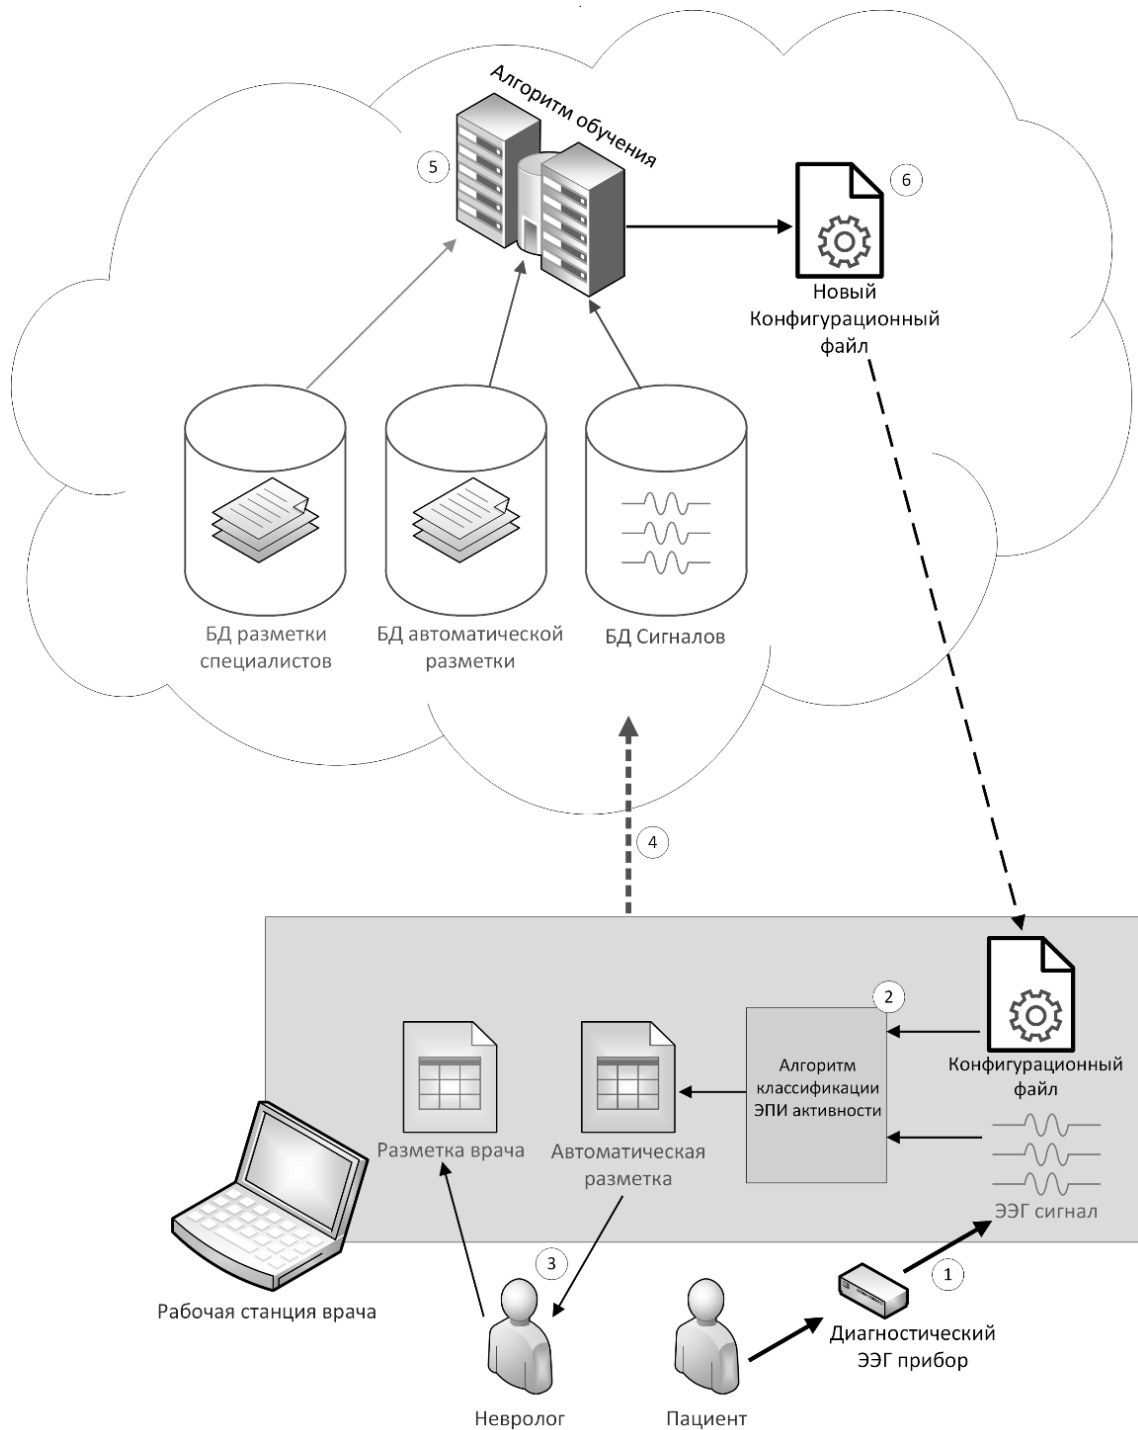 Алгоритм обучения
5
6
Новый
Конфигурационный
файл
БД разметки
специалистов
БД автоматической
разметки
БД Сигналов
4
2
Алгоритм
классификации
ЭПИ активности
Конфигурационный
файл
Разметка врача
Автоматическая
разметка
ЭЭГ сигнал
3
1
Рабочая станция врача
Диагностический
ЭЭГ прибор
Невролог
Пациент